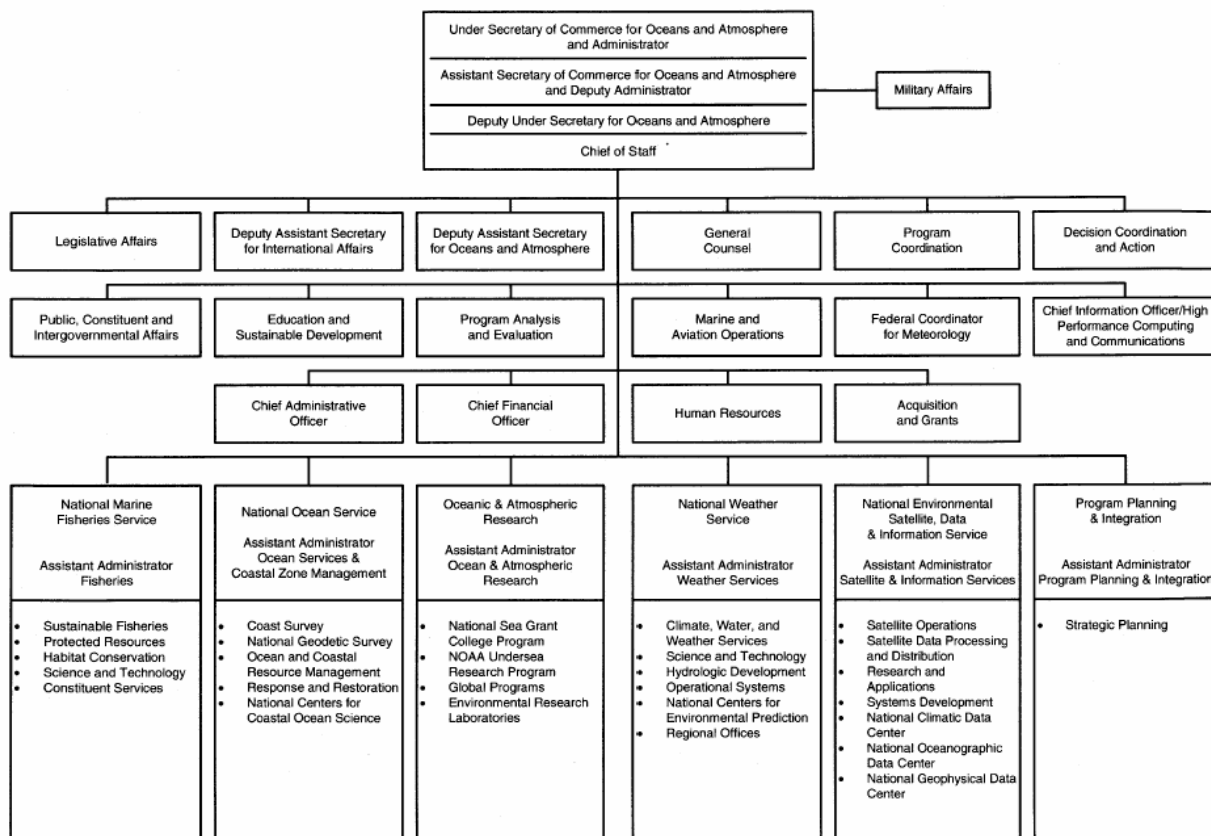 Under Secretary of Commerce for Oceans and Atmosphere
and Administrator
Assistant Secretary of Commerce for Oceans and Atmosphere
and Deputy Administrator
Deputy Under Secretary for Oceans and Atmosphere
Chief of Staff
Military Affairs
Legislative Affairs
Deputy Assistant Secretary
for International Affairs
Deputy Assistant Secretary
for Oceans and Atmosphere
General
Counsel
Program
Coordination
Decision Coordination
and Action
Public, Constituent and
Intergovernmental Affairs
Education and
Sustainable Development
Program Analysis
and Evaluation
Marine and
Aviation Operations
Federal Coordinator
for Meteorology
Chief Information Officer/High
Performance Computing
and Communications
Chief Administrative
Officer
Chief Financial
Officer
Human Resources
Acquisition
and Grants
National Marine
Fisheries Service
Assistant Administrator
Fisheries
• Sustainable Fisheries
• Protected Resources
• Habitat Conservation
• Science and Technology
• Constituent Services
National Ocean Service
Assistant Administrator
Ocean Services &
Coastal Zone Management
• Coast Survey
• National Geodetic Survey
• Ocean and Coastal
Resource Management
• Response and Restoration
• National Centers for
Coastal Ocean Science
Oceanic & Atmospheric
Research
Assistant Administrator
Ocean & Atmospheric
Research
• National Sea Grant
College Program
• NOAA Undersea
Research Program
• Global Programs
• Environmental Research
Laboratories
National Weather
Service
Assistant Administrator
Weather Services
• Climate, Water, and
Weather Services
• Science and Technology
• Hydrologic Development
• Operational Systems
• National Centers for
Environmental Prediction
• Regional Offices
National Environmental
Satellite, Data
& Information Service
Assistant Administrator
Satellite & Information Services
• Satellite Operations
• Satellite Data Processing
and Distribution
• Research and
Applications
• Systems Development
• National Climatic Data
Center
• National Oceanographic
Data Center
• National Geophysical Data
Center
Program Planning
& Integration
Assistant Administrator
Program Planning & Integration
• Strategic Planning